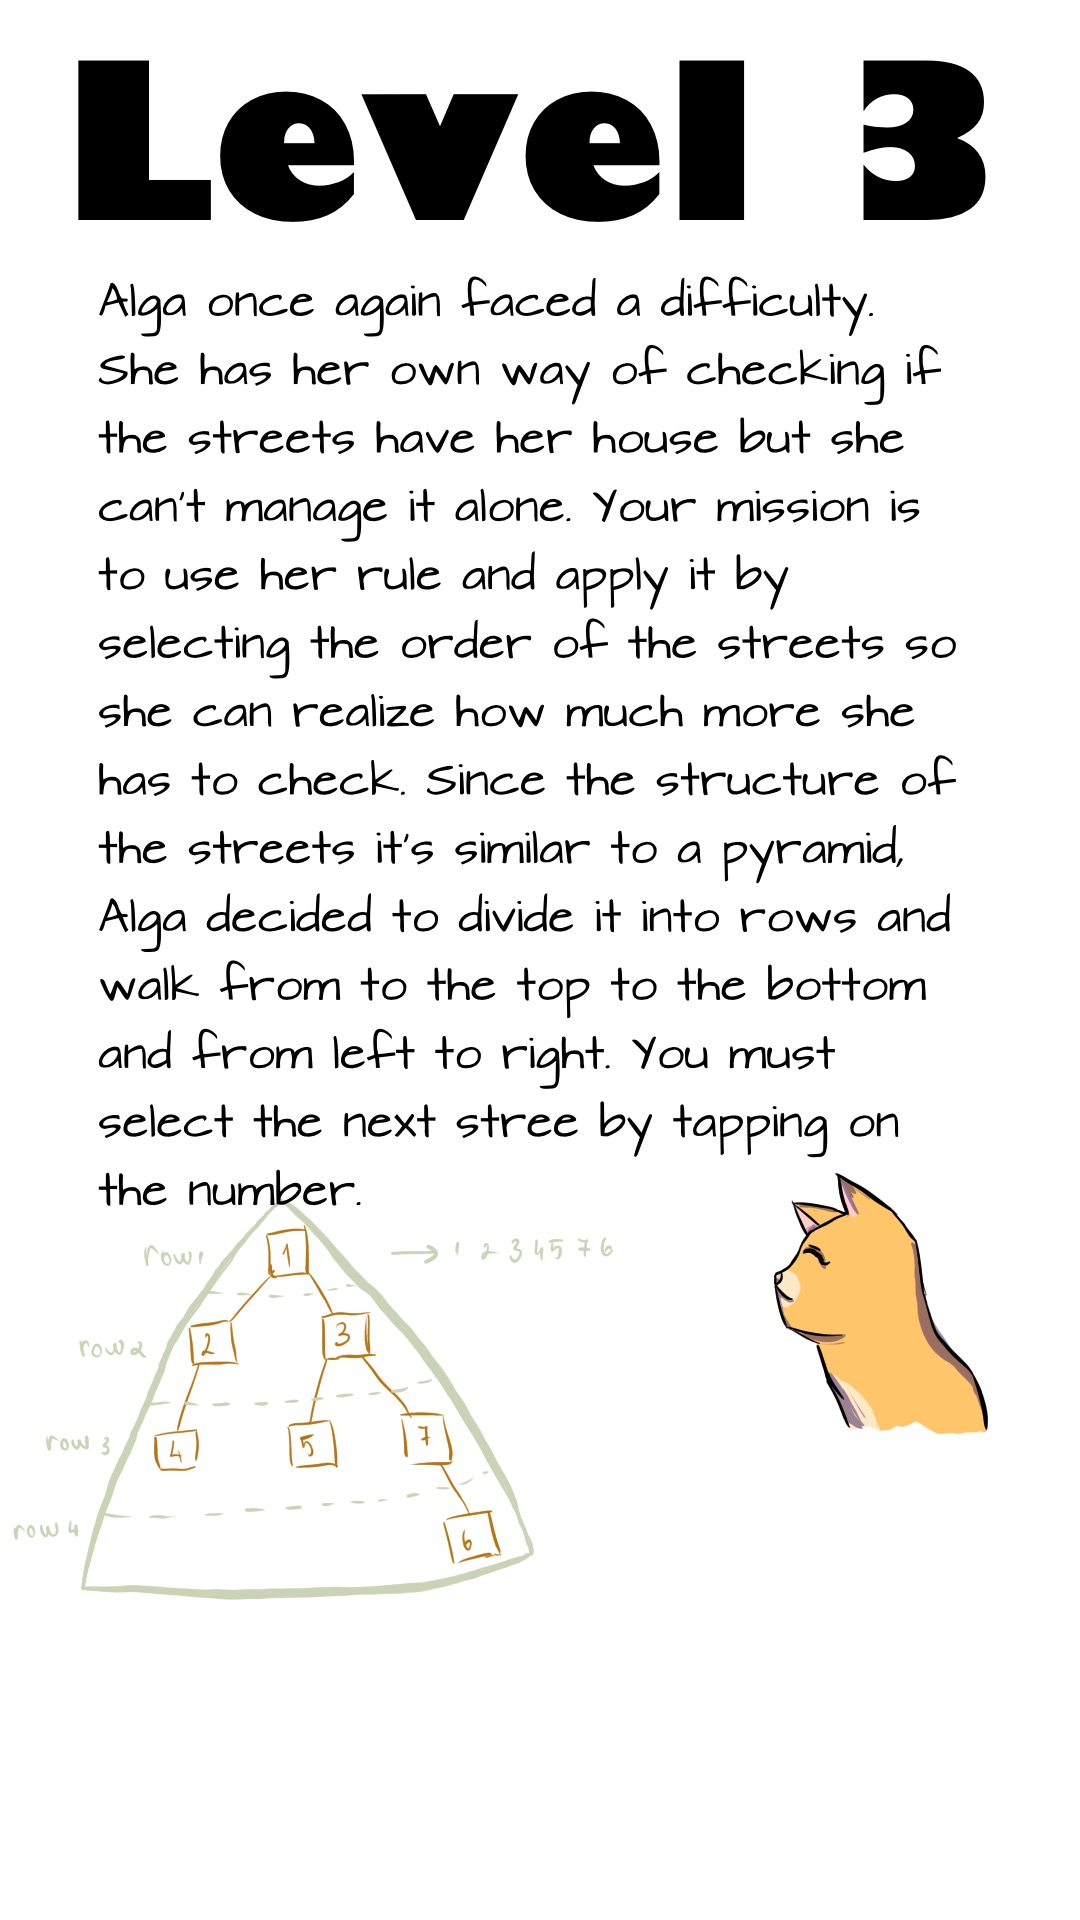 Level 3
Alga once again faced a difficulty.
She has her own way of checking if
the streets have her house but she
can't manage it alone. Your mission is
to use her rule and apply it by
selecting the order of the streets so
she can realize how much more she
has to check. Since the structure of
the streets it's similar to a pyramid,
Alga decided to divide it into rows and
walk from to the top to the bottom
and from left to right. You must
select the next stree by tapping on
the number.
row 1
1
→ 1 2 3 4 5 7 6
row 2
2 3
row 3
4 5 7
row 4
6